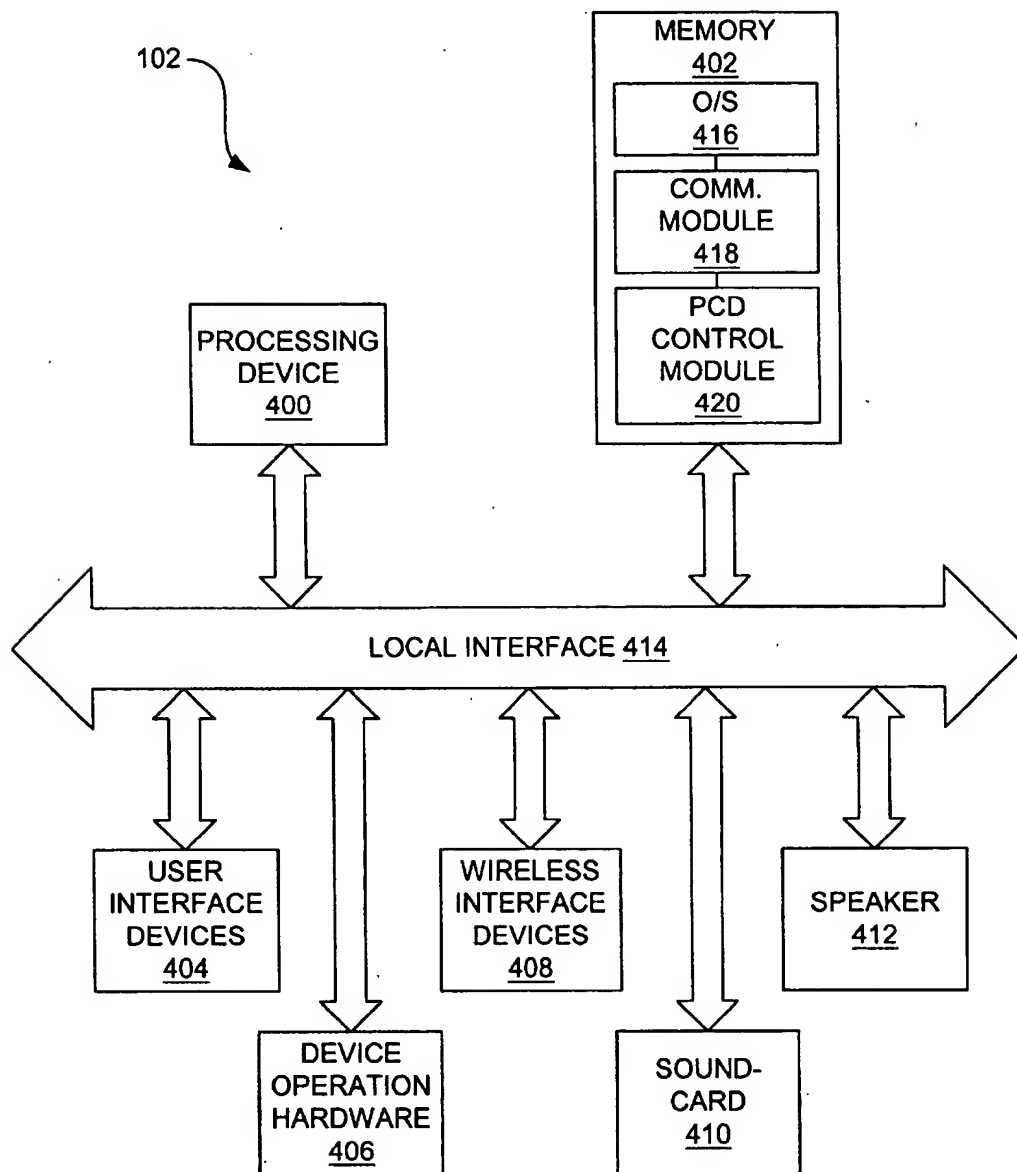 102
MEMORY
402
O/S
416
COMM.
MODULE
418
PCD
CONTROL
MODULE
420
PROCESSING
DEVICE
400
LOCAL INTERFACE 414
USER
INTERFACE
DEVICES
404
WIRELESS
INTERFACE
DEVICES
408
SPEAKER
412
DEVICE
OPERATION
HARDWARE
406
SOUND-
CARD
410